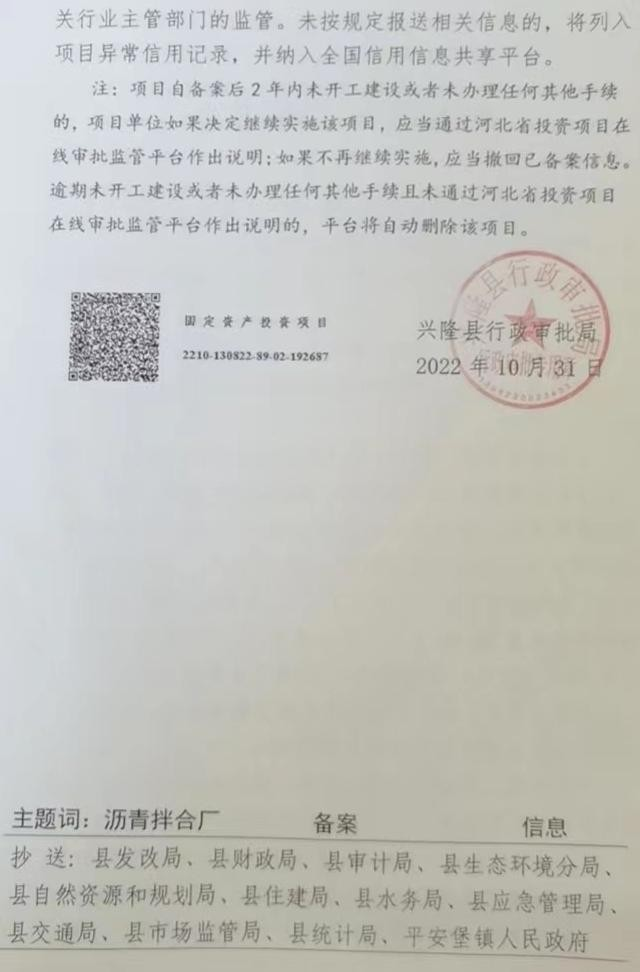 关行业主管部门的监管。未按规定报送相关信息的，将列入
项目异常信用记录，并纳入全国信用信息共享平台。
注：项目自备案后2年内未开工建设或者未办理任何其他手续
的，项目单位如果决定继续实施该项目，应当通过河北省投资项目在
线审批监管平台作出说明;如果不再继续实施,应当撤回已备案信息。
逾期未开工建设或者未办理任何其他手续且未通过河北省投资项目
在线审批监管平台作出说明的，平台将自动删除该项目。
固定资产投资项目
2210-130822-89-02-192687
隆县行政审批局
兴隆县行政审批局
2022年10月31日
主题词：沥青拌合厂 备案 信息
抄 送：县发改局、县财政局、县审计局、县生态环境分局、
县自然资源和规划局、县住建局、县水务局、县应急管理局、
县交通局、县市场监管局、县统计局、平安堡镇人民政府